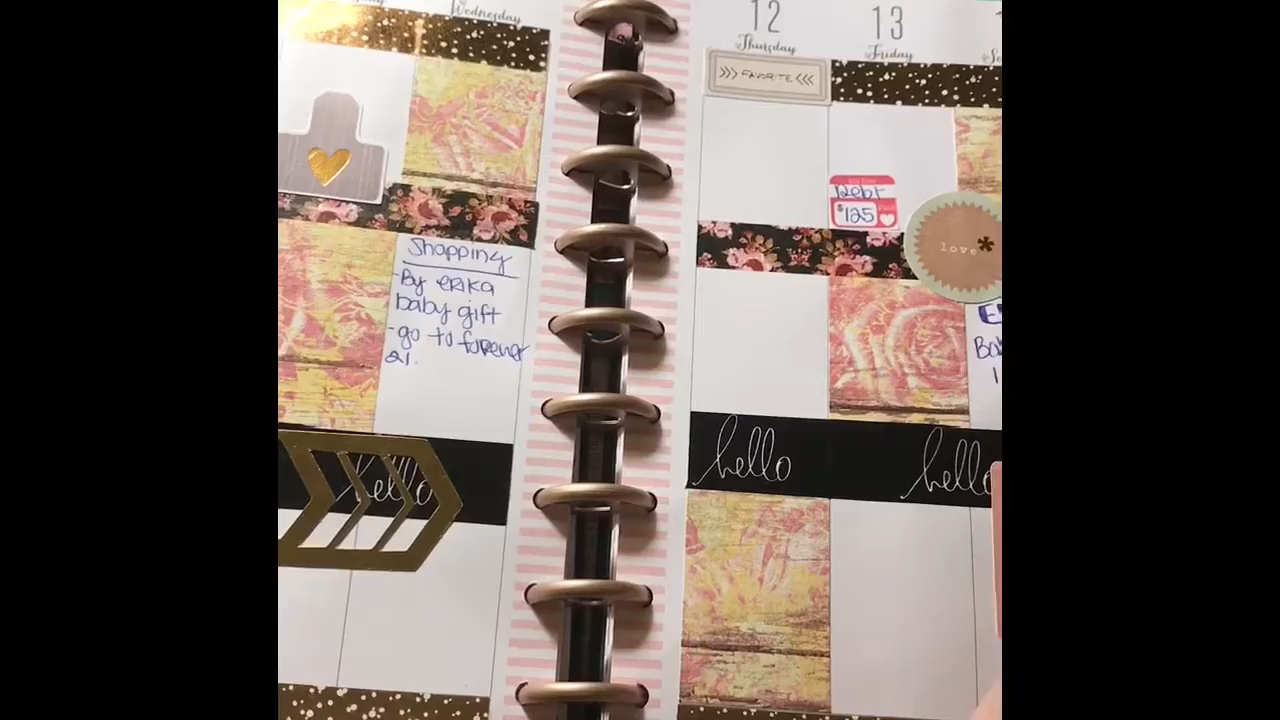 Wednesday
12
Thursday
13
Friday
FAVORITE
Debt
$125
love*
Shopping
-By erika
baby gift
-go to forever
21.
hello
hello
hello